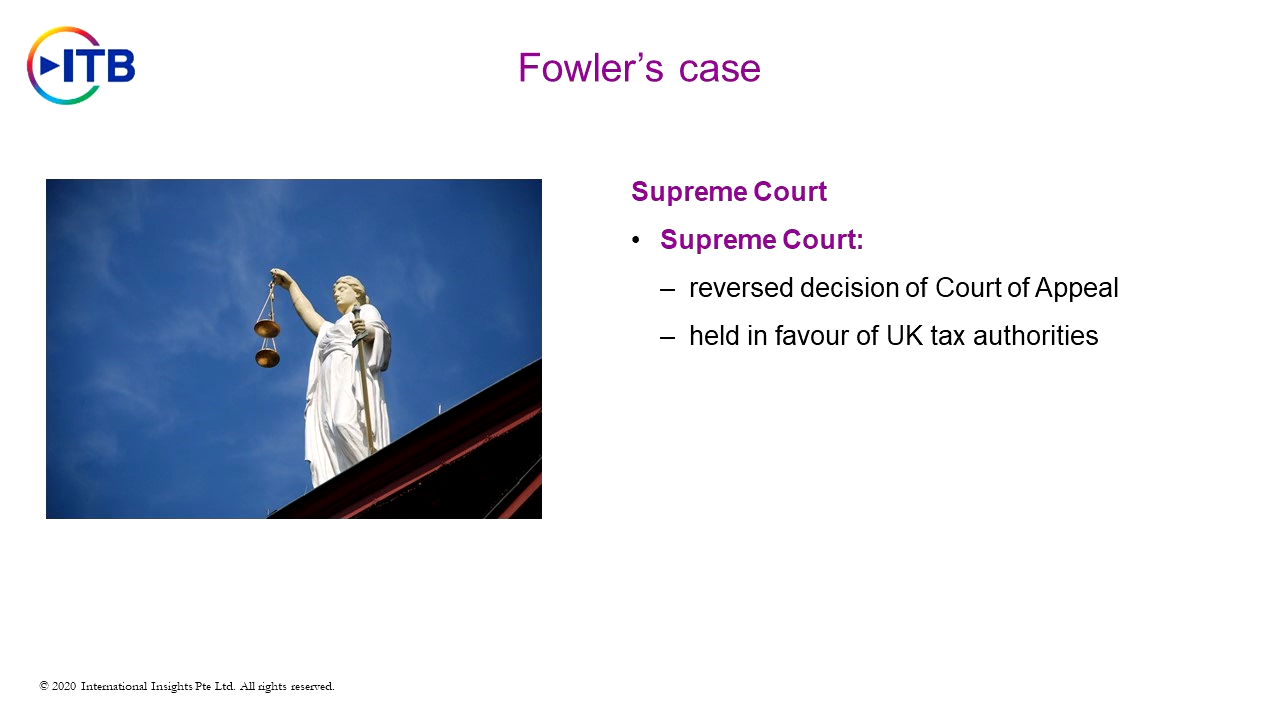 ITB
Fowler’s case
Supreme Court
• Supreme Court:
– reversed decision of Court of Appeal
– held in favour of UK tax authorities
© 2020 International Insights Pte Ltd. All rights reserved.